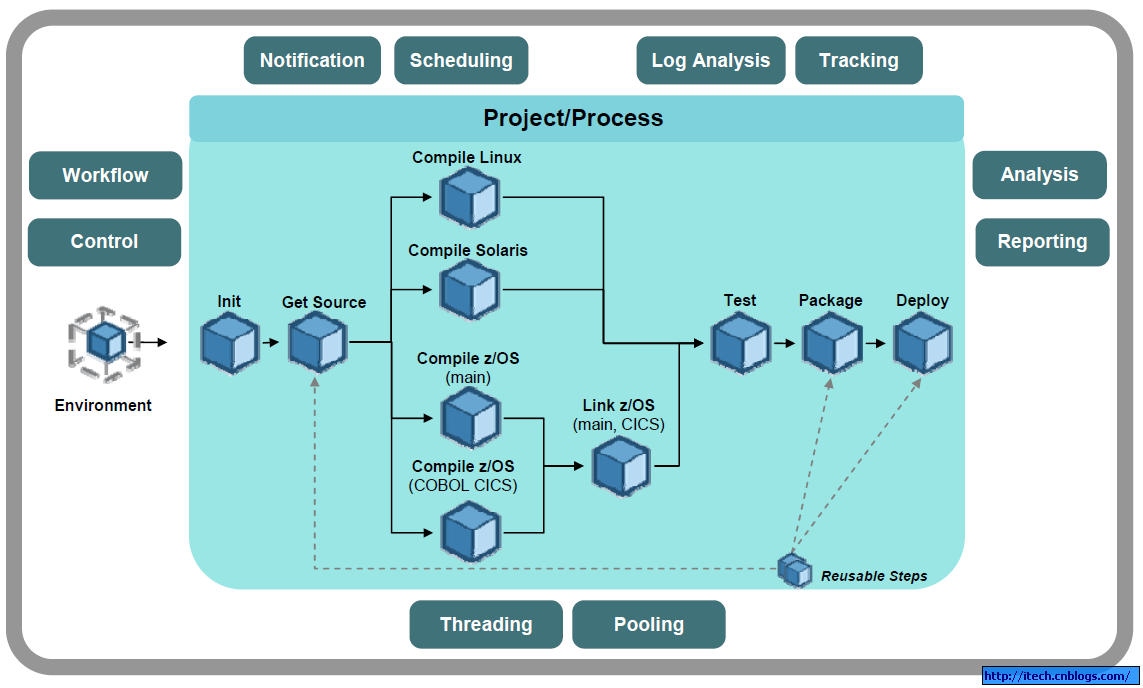 Notification
Scheduling
Log Analysis
Tracking
Project/Process
Workflow
Control
Analysis
Reporting
Compile Linux
Compile Solaris
Init
Get Source
Test
Package
Deploy
Compile z/OS
(main)
Environment
Link z/OS
(main, CICS)
Compile z/OS
(COBOL CICS)
Reusable Steps
Threading
Pooling
http://itech.cnblogs.com/